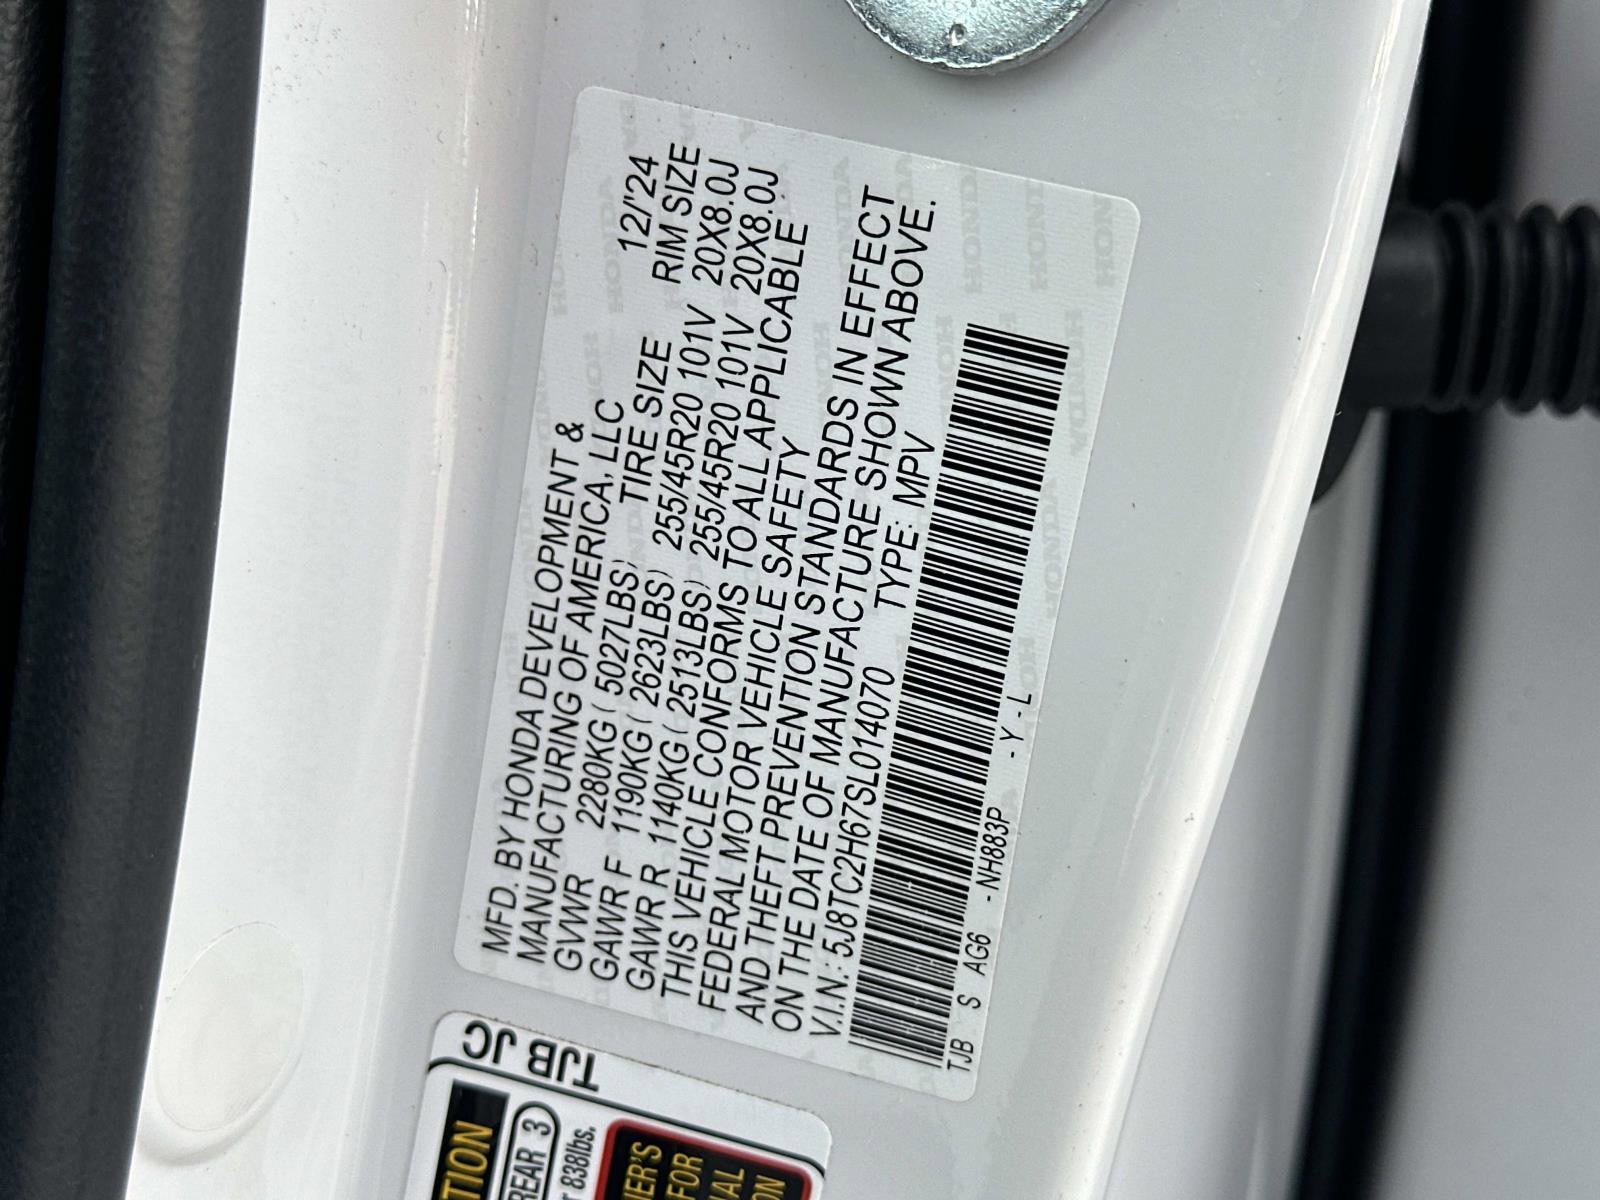 MFD. BY HONDA DEVELOPMENT &
MANUFACTURING OF AMERICA, LLC 12/'24
GVWR 2280KG ( 5027LBS) TIRE SIZE RIM SIZE
GAWR F 1190KG ( 2623LBS) 255/45R20 101V 20X8.0J
GAWR R 1140KG ( 2513LBS) 255/45R20 101V 20X8.0J
THIS VEHICLE CONFORMS TO ALL APPLICABLE
FEDERAL MOTOR VEHICLE SAFETY
AND THEFT PREVENTION STANDARDS IN EFFECT
ON THE DATE OF MANUFACTURE SHOWN ABOVE.
V.I.N.: 5J8TC2H67SL014070 TYPE: MPV
TJB S AG6 -NH883P -Y-L
TJB JC
REAR 3
838lbs.
FOR